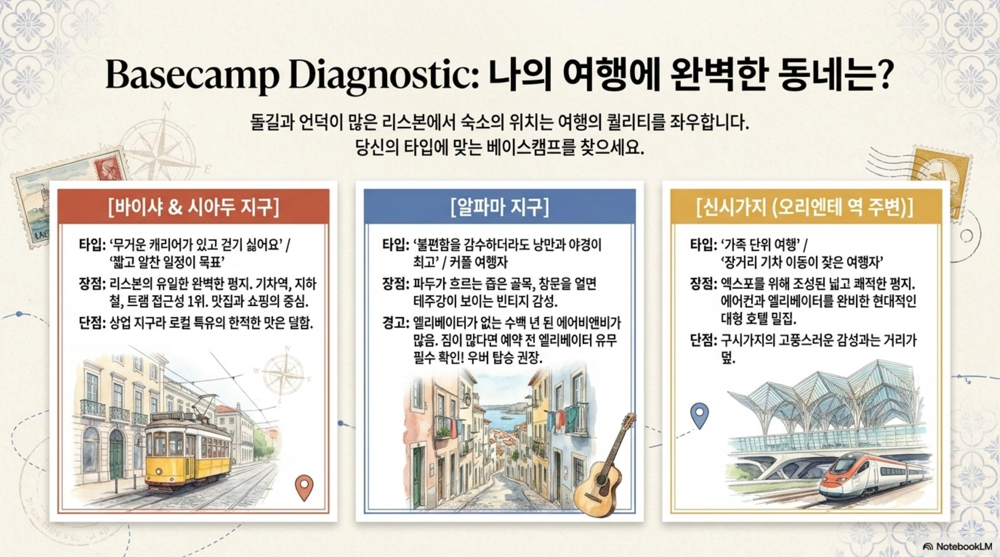 Basecamp Diagnostic: 나의 여행에 완벽한 동네는?
돌길과 언덕이 많은 리스본에서 숙소의 위치는 여행의 퀄리티를 좌우합니다.
당신의 타입에 맞는 베이스캠프를 찾으세요.
[바이샤 & 시아두 지구]
타입: ‘무거운 캐리어가 있고 걷기 싫어요’ /
‘짧고 알찬 일정이 목표’
장점: 리스본의 유일한 완벽한 평지. 기차역, 지하
철, 트램 접근성 1위. 맛집과 쇼핑의 중심.
단점: 상업 지구라 로컬 특유의 한적한 맛은 덜함.
N
W
E
S
[알파마 지구]
타입: ‘불편함을 감수하더라도 낭만과 야경이
최고’ / 커플 여행자
장점: 파두가 흐르는 좁은 골목, 창문을 열면
테주강이 보이는 빈티지 감성.
경고: 엘리베이터가 없는 수백 년 된 에어비앤비가
많음. 짐이 많다면 예약 전 엘리베이터 유무
필수 확인! 우버 탑승 권장.
[신시가지 (오리엔테 역 주변)]
타입: ‘가족 단위 여행’ /
‘장거리 기차 이동이 잦은 여행자’
장점: 엑스포를 위해 조성된 넓고 쾌적한 평지.
에어컨과 엘리베이터를 완비한 현대적인
대형 호텔 밀집.
단점: 구시가지의 고풍스러운 감성과는 거리가
덮.
N
E
NotebookLM